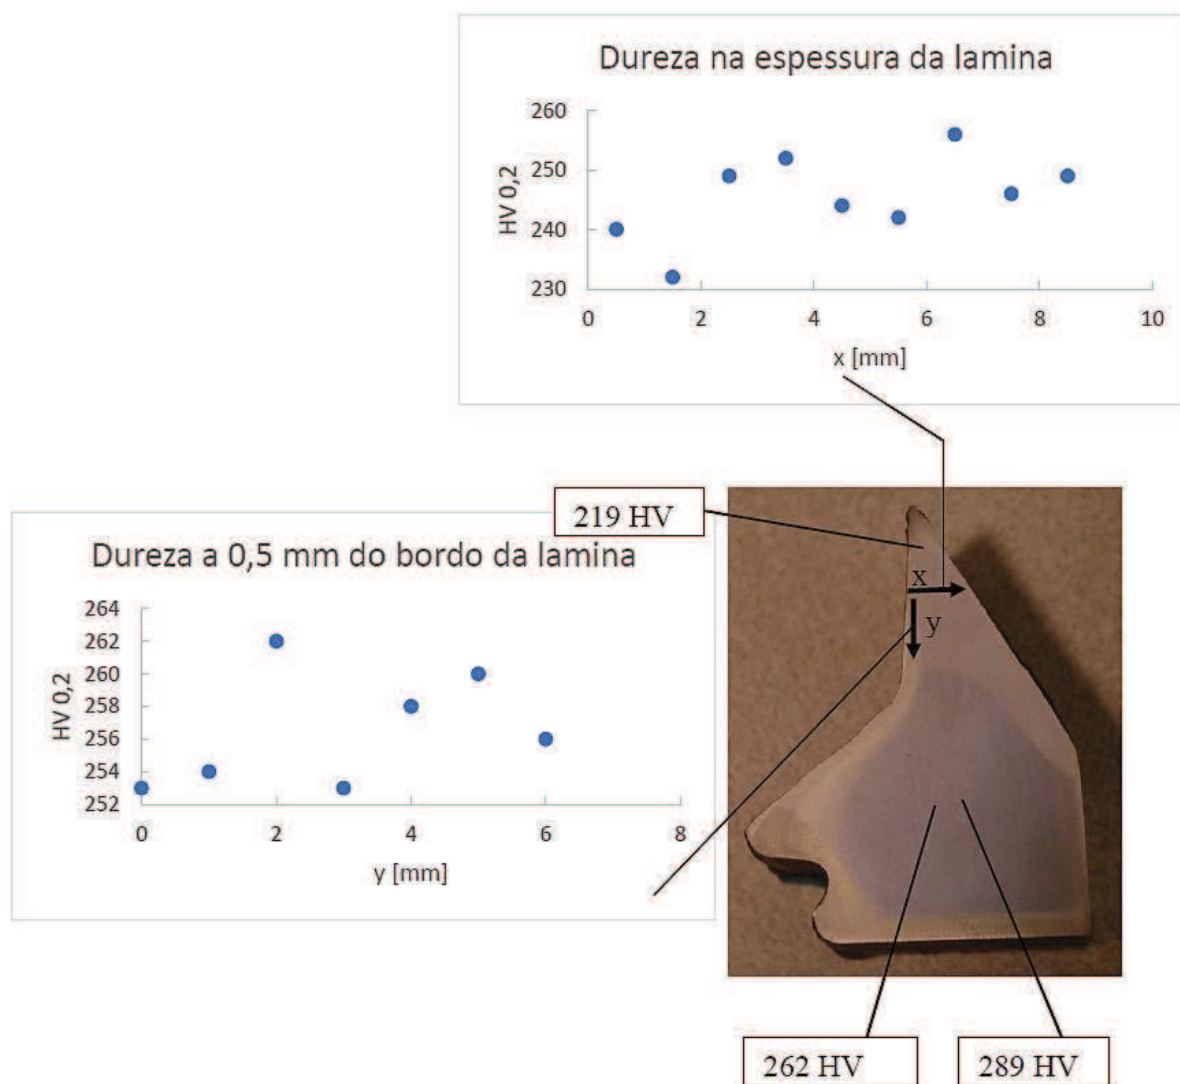 Dureza na espessura da lamina
260
250
240
230
HV 0,2
0 2 4 6 8 10
x [mm]
219 HV
Dureza a 0,5 mm do bordo da lamina
264
262
260
258
256
254
252
HV 0,2
0 2 4 6 8
y [mm]
x
y
262 HV
289 HV